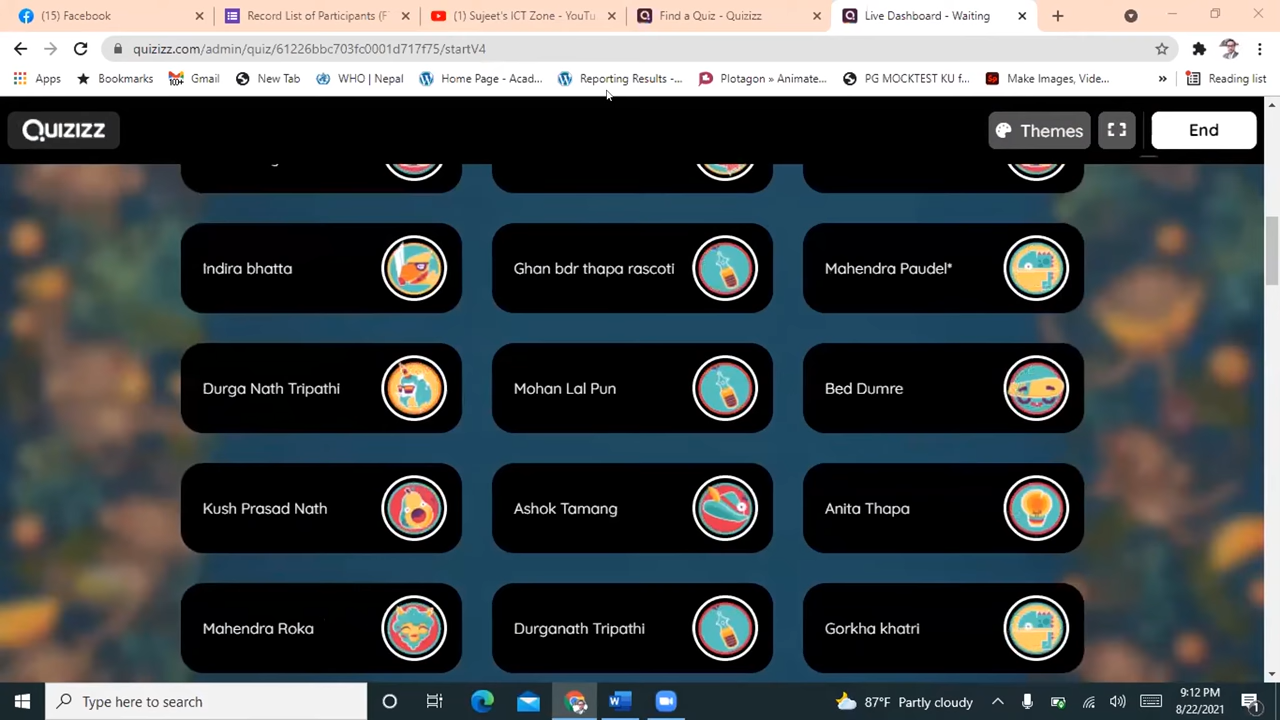 (15) Facebook
Record List of Participants (F
(1) Sujeet's ICT Zone - YouTu
Find a Quiz - Quizizz
Live Dashboard - Waiting
quizizz.com/admin/quiz/61226bbc703fc0001d717f75/startV4
Apps
Bookmarks
100+
Gmail
New Tab
WHO | Nepal
Home Page - Acad...
Reporting Results -...
Plotagon » Animate...
PG MOCKTEST KU f...
Sp
Make Images, Vide...
»
Reading list
Quizizz
Themes
End
Indira bhatta
Ghan bdr thapa rascoti
Mahendra Paudel*
Durga Nath Tripathi
Mohan Lal Pun
Bed Dumre
Kush Prasad Nath
Ashok Tamang
Anita Thapa
Mahendra Roka
Durganath Tripathi
Gorkha khatri
Type here to search
87°F Partly cloudy
9:12 PM
8/22/2021
1